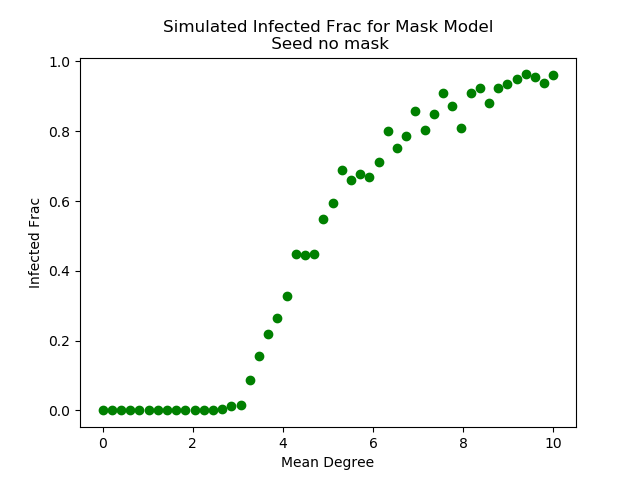 Simulated Infected Frac for Mask Model
Seed no mask
1.0
0.8
0.6
0.4
0.2
0.0
Infected Frac
0 2 4 6 8 10
Mean Degree